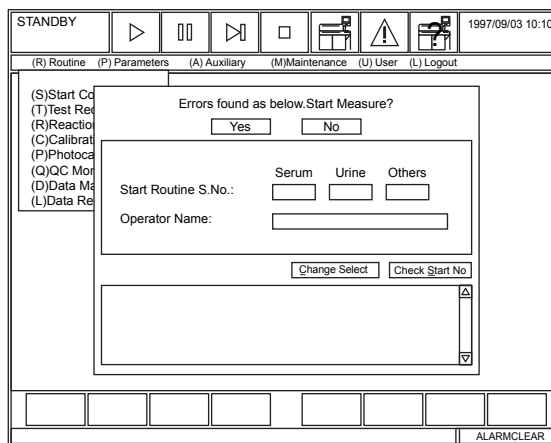 STANDBY
1997/09/03 10:10
(R) Routine (P) Parameters (A) Auxiliary (M)Maintenance (U) User (L) Logout
(S)Start Co
(T)Test Req
(R)Reaction
(C)Calibrat
(P)Photoca
(Q)QC Mon
(D)Data Ma
(L)Data Re
Errors found as below.Start Measure?
Yes No
Serum Urine Others
Start Routine S.No.:
Operator Name:
Change Select Check Start No
ALARMCLEAR